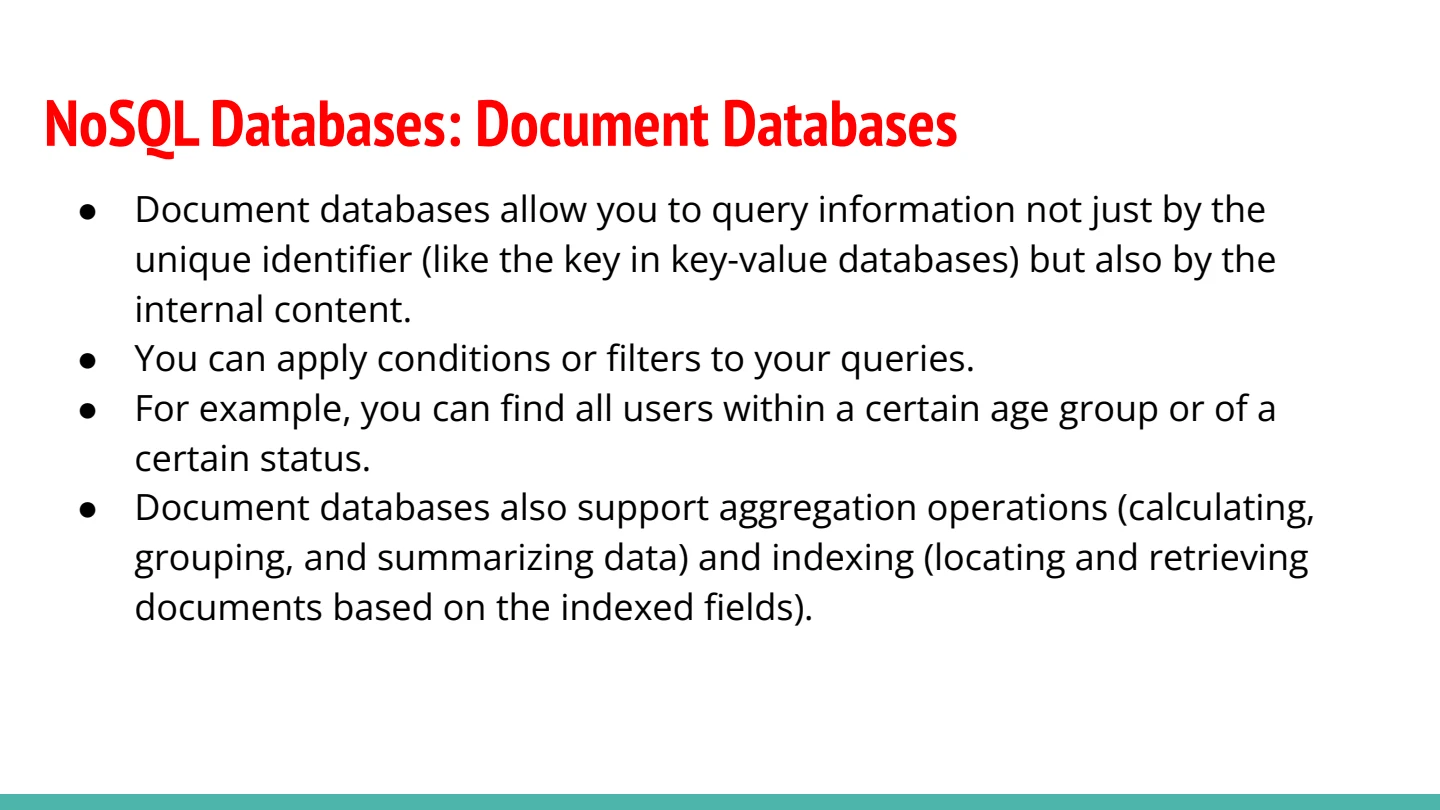 NoSQL Databases: Document Databases
● Document databases allow you to query information not just by the
unique identifier (like the key in key-value databases) but also by the
internal content.
● You can apply conditions or filters to your queries.
● For example, you can find all users within a certain age group or of a
certain status.
● Document databases also support aggregation operations (calculating,
grouping, and summarizing data) and indexing (locating and retrieving
documents based on the indexed fields).